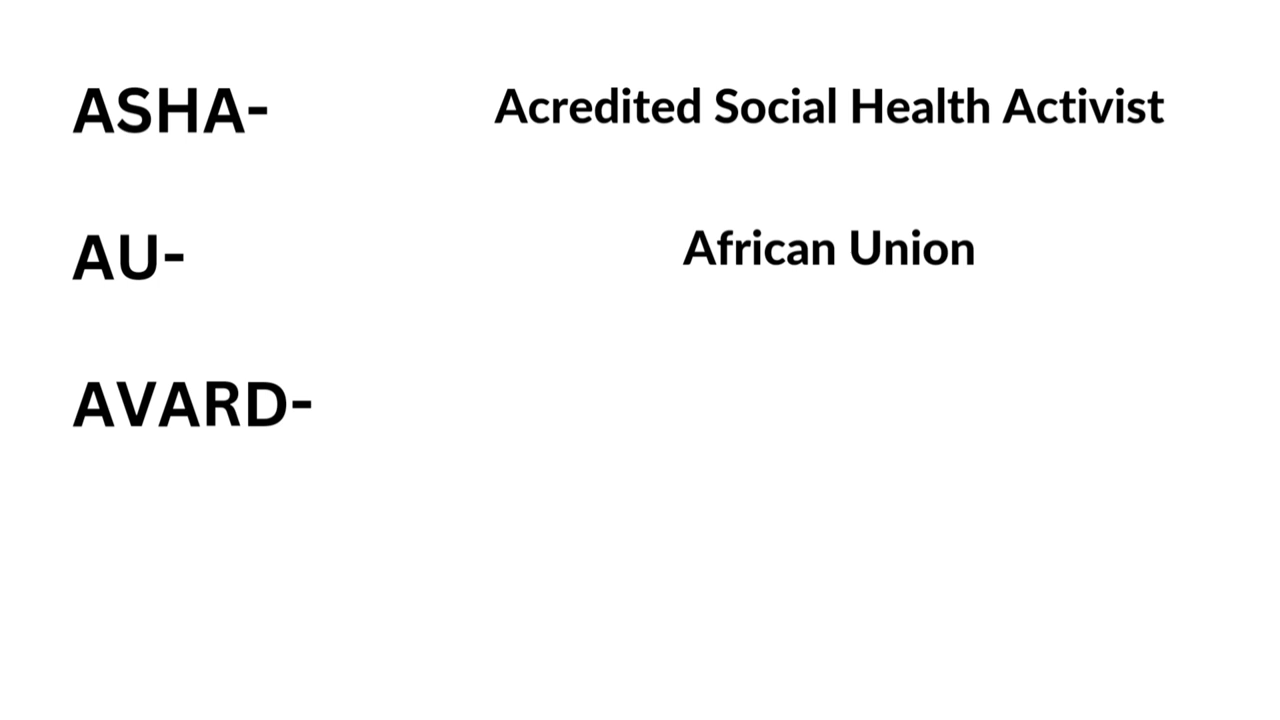 ASHA- Acredited Social Health Activist
AU- African Union
AVARD-